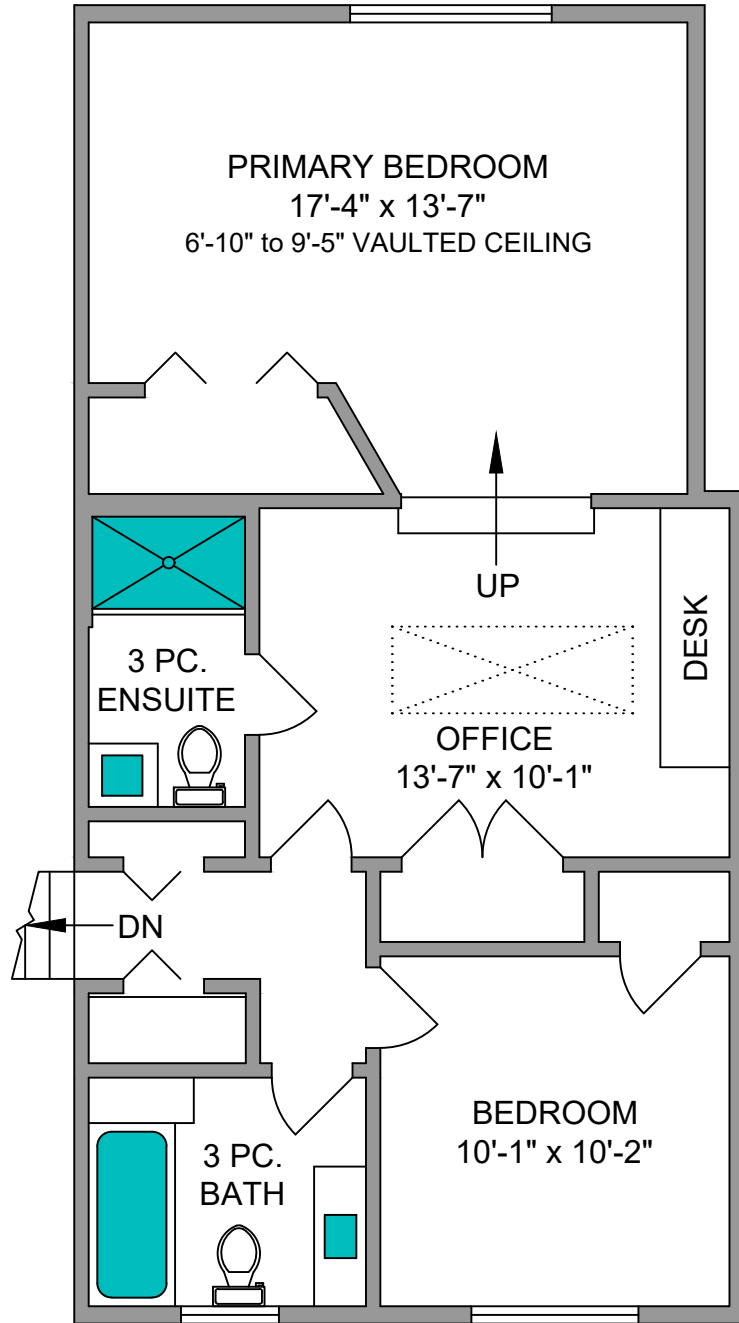 PRIMARY BEDROOM
17'-4" x 13'-7"
6'-10" to 9'-5" VAULTED CEILING
UP
DESK
3 PC.
ENSUITE
OFFICE
13'-7" x 10'-1"
DN
BEDROOM
10'-1" x 10'-2"
3 PC.
BATH